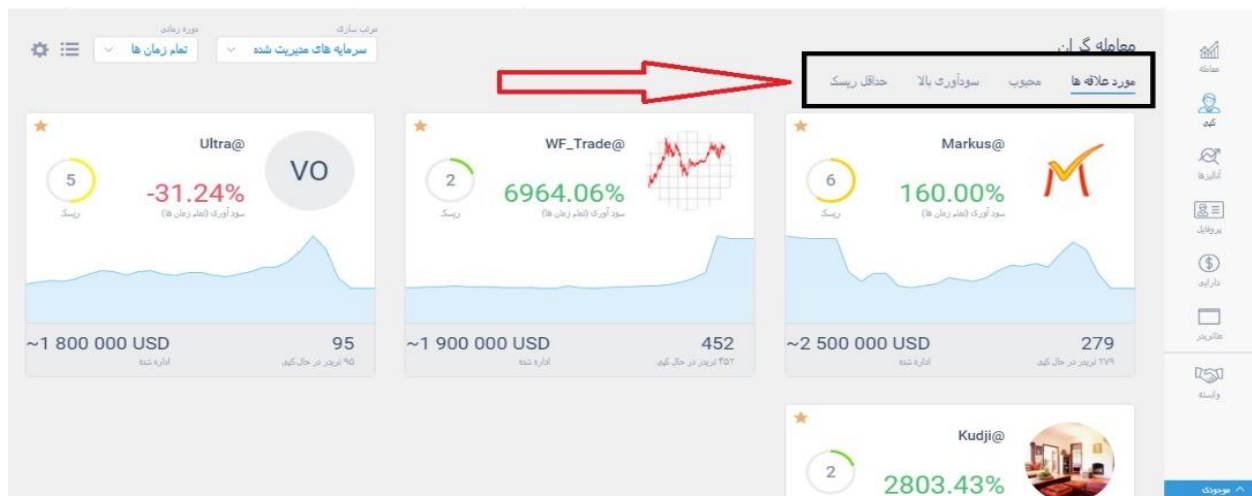 معامله گران
مورد علاقه ها
محبوب
سودآوری بالا
حداقل ریسک
مرتب سازی
سرمایه های مدیریت شده
دوره زمانی
تمام زمان ها
Markus@
160.00%
سود آوری (تمام زمان ها)
6
ریسک
279
۲۷۹ تریدر در حال کپی
~2 500 000 USD
اداره شده
WF_Trade@
6964.06%
سود آوری (تمام زمان ها)
2
ریسک
452
۴۵۲ تریدر در حال کپی
~1 900 000 USD
اداره شده
VO
Ultra@
-31.24%
سود آوری (تمام زمان ها)
5
ریسک
95
۹۵ تریدر در حال کپی
~1 800 000 USD
اداره شده
Kudji@
2803.43%
2
معامله
کپی
آنالیزها
پروفایل
دارایی
متاتریدر
وابسته
موجودی